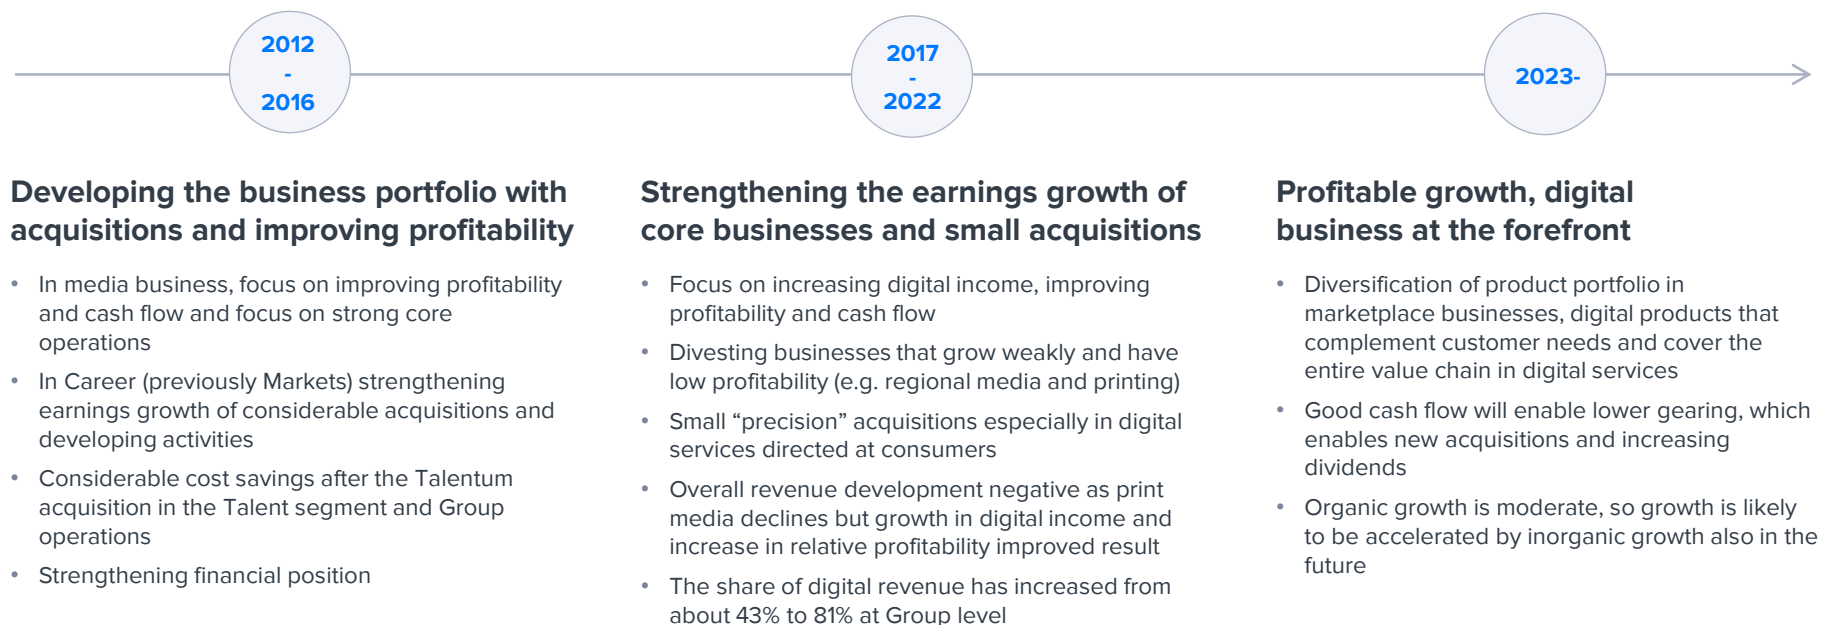 2012
-
2016
2017
-
2022
2023-
Developing the business portfolio with
acquisitions and improving profitability
• In media business, focus on improving profitability
and cash flow and focus on strong core
operations
• In Career (previously Markets) strengthening
earnings growth of considerable acquisitions and
developing activities
• Considerable cost savings after the Talentum
acquisition in the Talent segment and Group
operations
• Strengthening financial position
Strengthening the earnings growth of
core businesses and small acquisitions
• Focus on increasing digital income, improving
profitability and cash flow
• Divesting businesses that grow weakly and have
low profitability (e.g. regional media and printing)
• Small “precision” acquisitions especially in digital
services directed at consumers
• Overall revenue development negative as print
media declines but growth in digital income and
increase in relative profitability improved result
• The share of digital revenue has increased from
about 43% to 81% at Group level
Profitable growth, digital
business at the forefront
• Diversification of product portfolio in
marketplace businesses, digital products that
complement customer needs and cover the
entire value chain in digital services
• Good cash flow will enable lower gearing, which
enables new acquisitions and increasing
dividends
• Organic growth is moderate, so growth is likely
to be accelerated by inorganic growth also in the
future